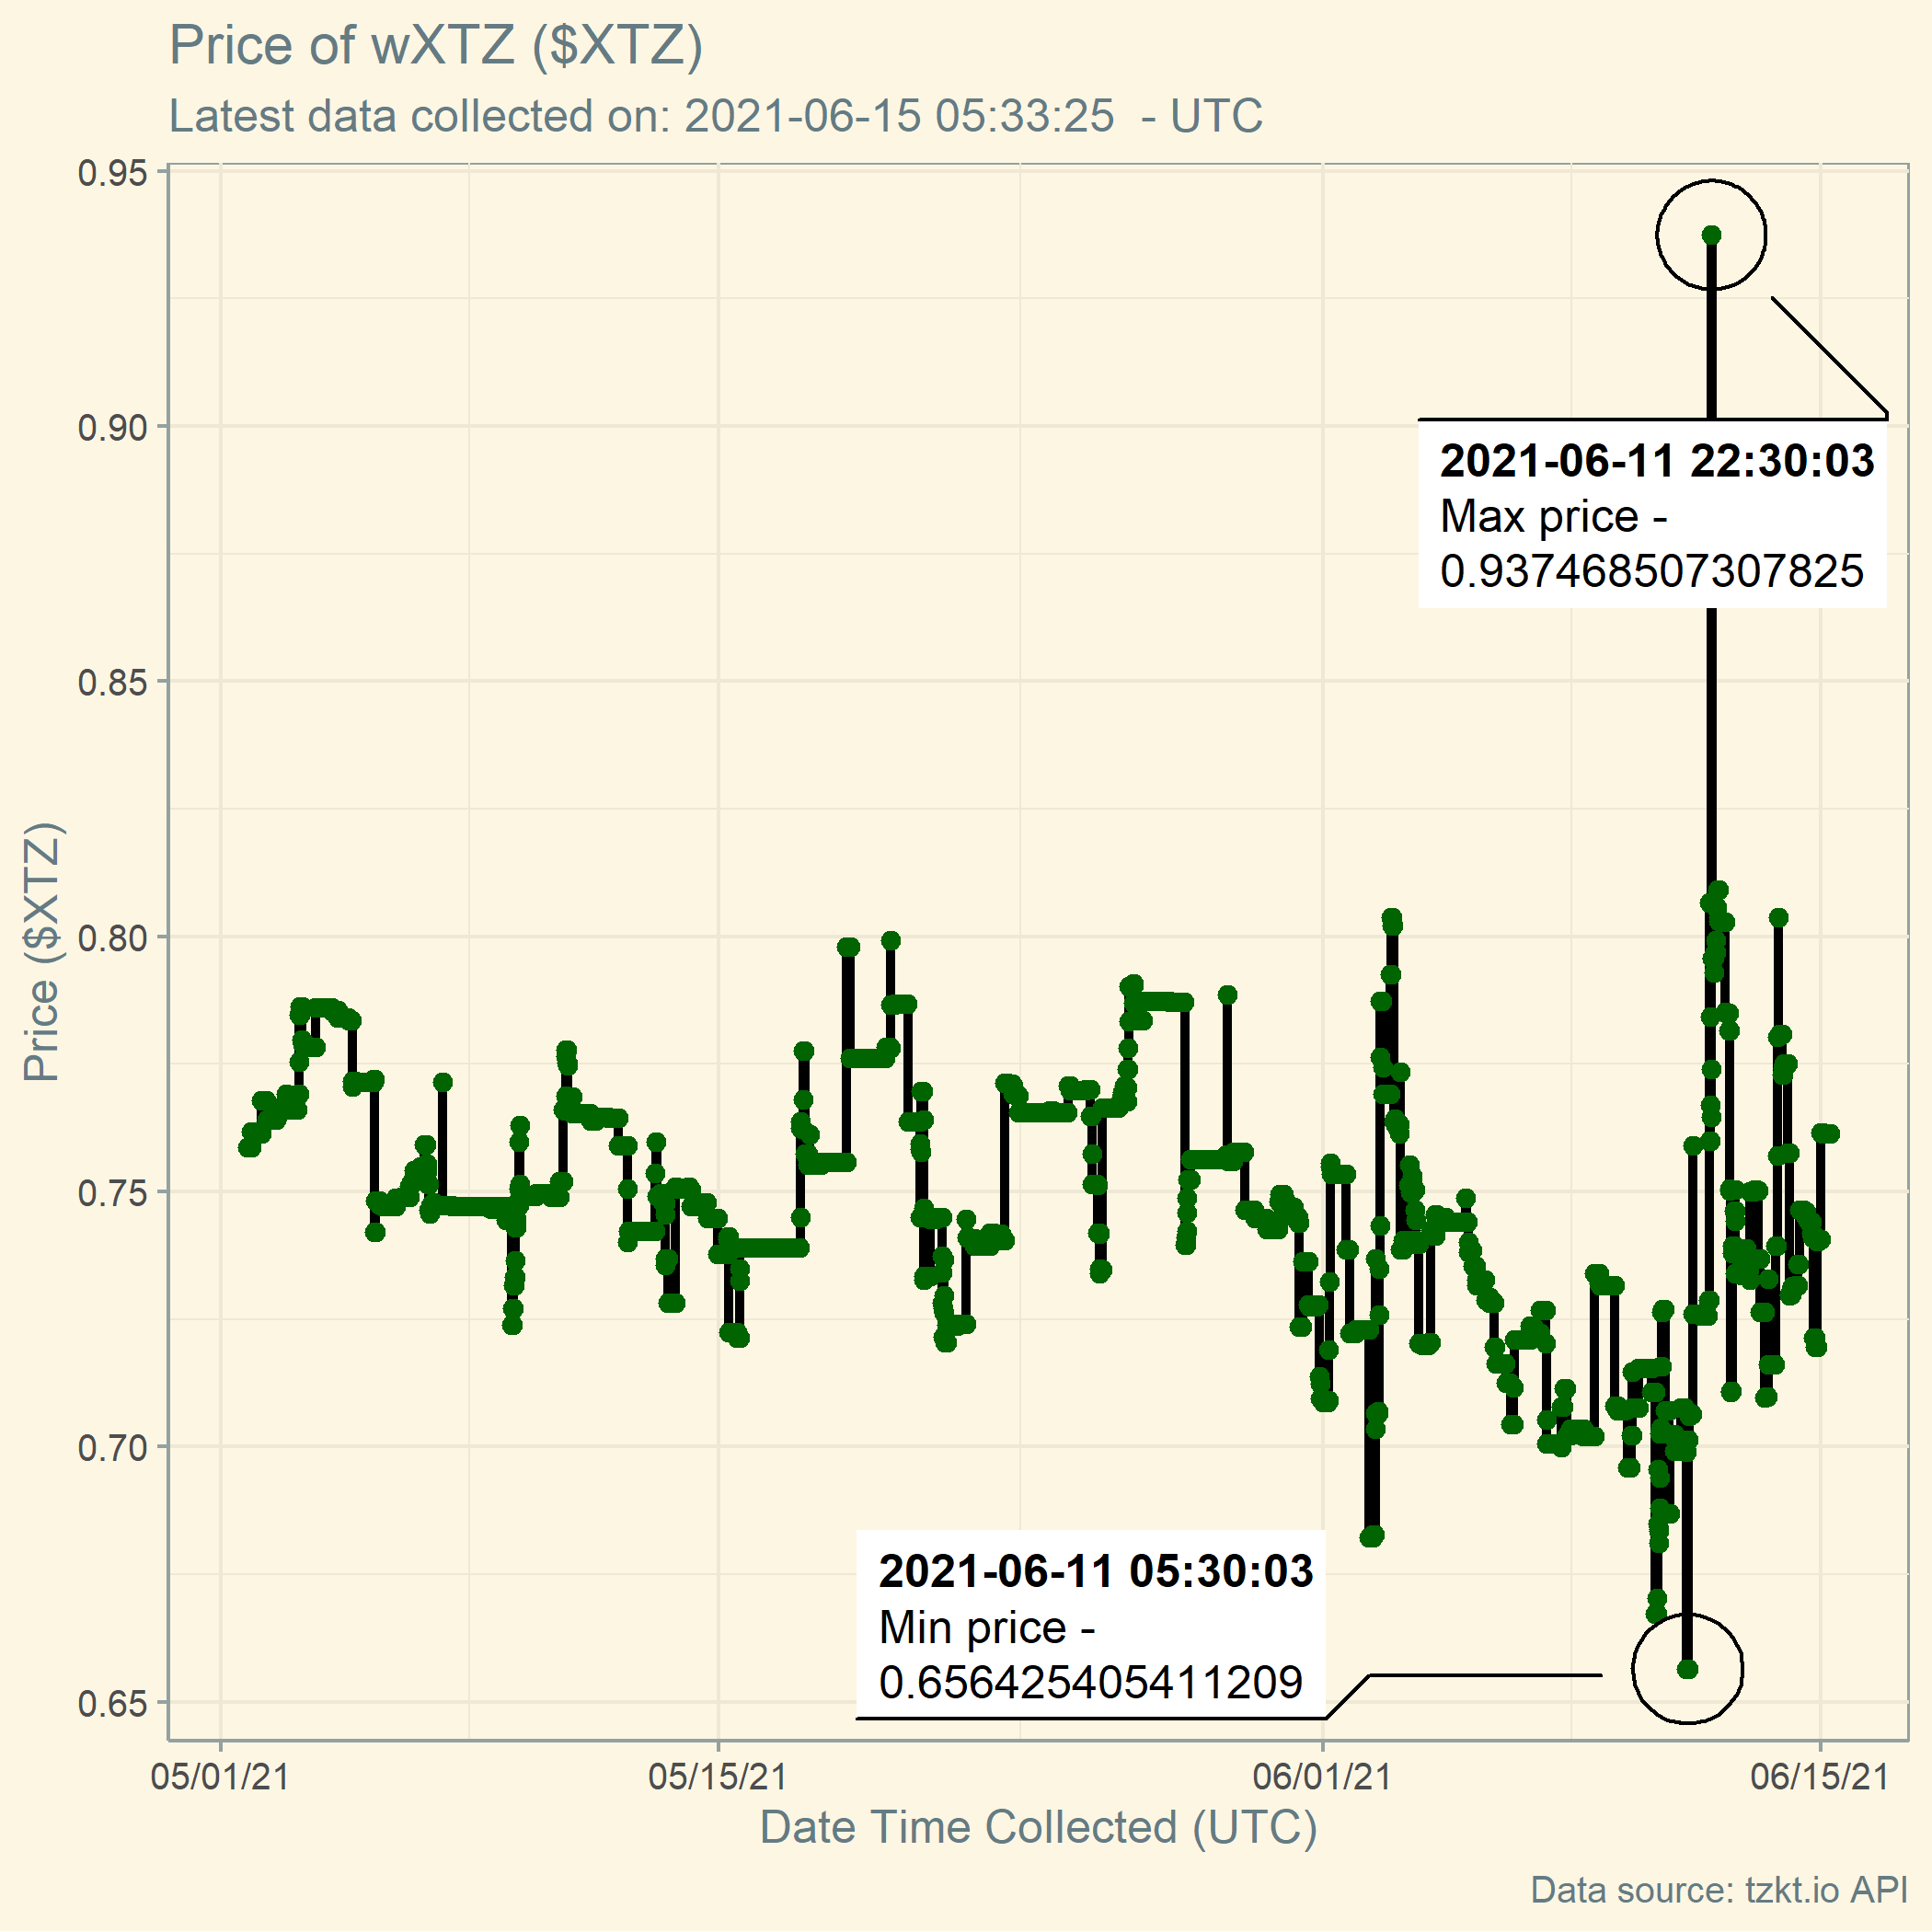 Price of wXTZ ($XTZ)
Latest data collected on: 2021-06-15 05:33:25  - UTC
0.95
0.90
0.85
0.80
0.75
0.70
0.65
Price ($XTZ)
2021-06-11 22:30:03
Max price -
0.937468507307825
2021-06-11 05:30:03
Min price -
0.656425405411209
05/01/21
05/15/21
06/01/21
06/15/21
Date Time Collected (UTC)
Data source: tzkt.io API